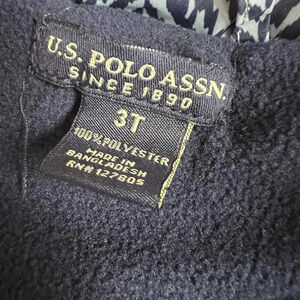 U.S. POLO ASSN.
SINCE 1890
3T
100% POLYESTER
MADE IN
BANGLADESH
RN# 127805